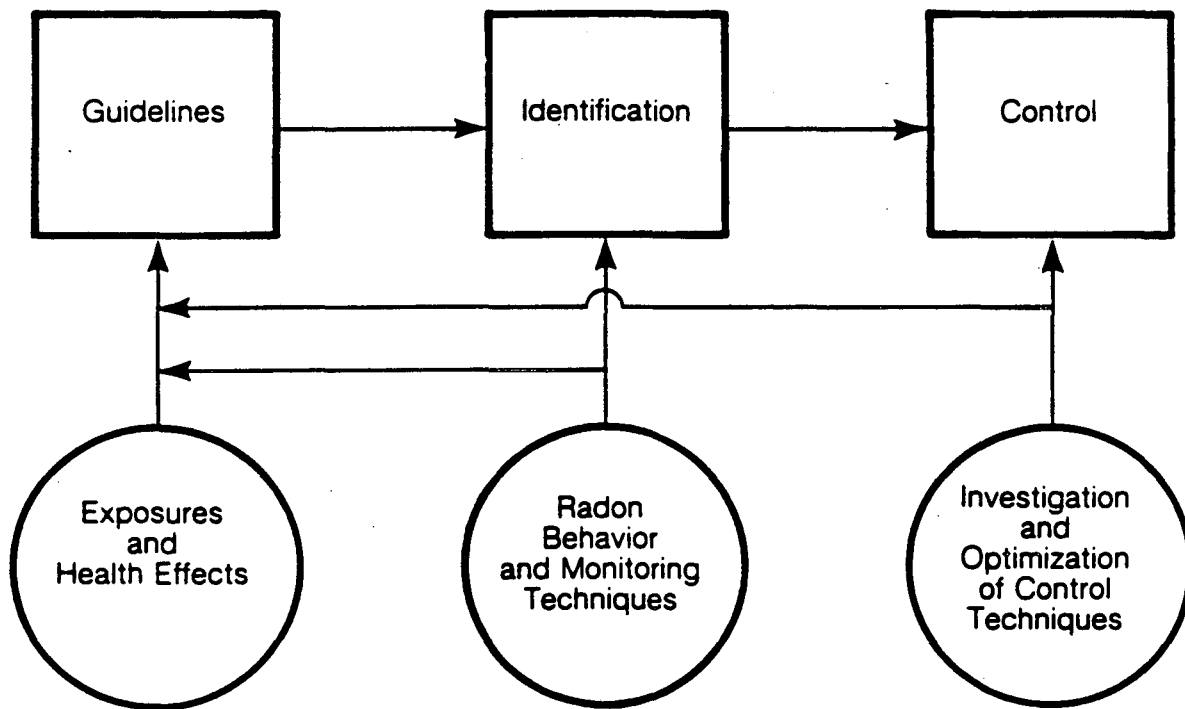 Guidelines
Identification
Control
Exposures
and
Health Effects
Radon
Behavior
and Monitoring
Techniques
Investigation
and
Optimization
of Control
Techniques